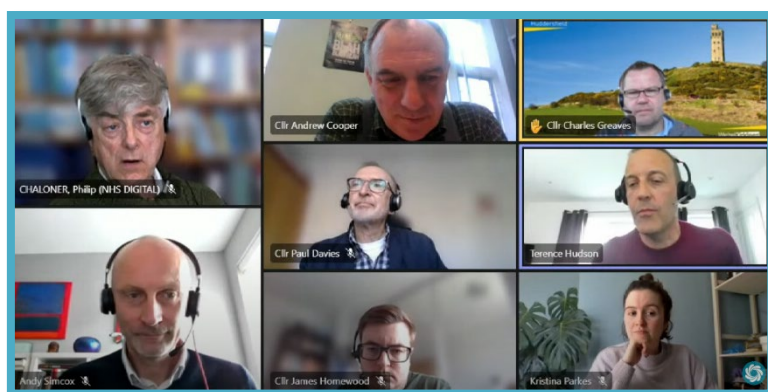 Huddersfield
Cllr Andrew Cooper
Cllr Charles Greaves
CHALONER, Philip (NHS DIGITAL)
Cllr Paul Davies
Terence Hudson
Andy Simcox
Cllr James Homewood
Kristina Parkes